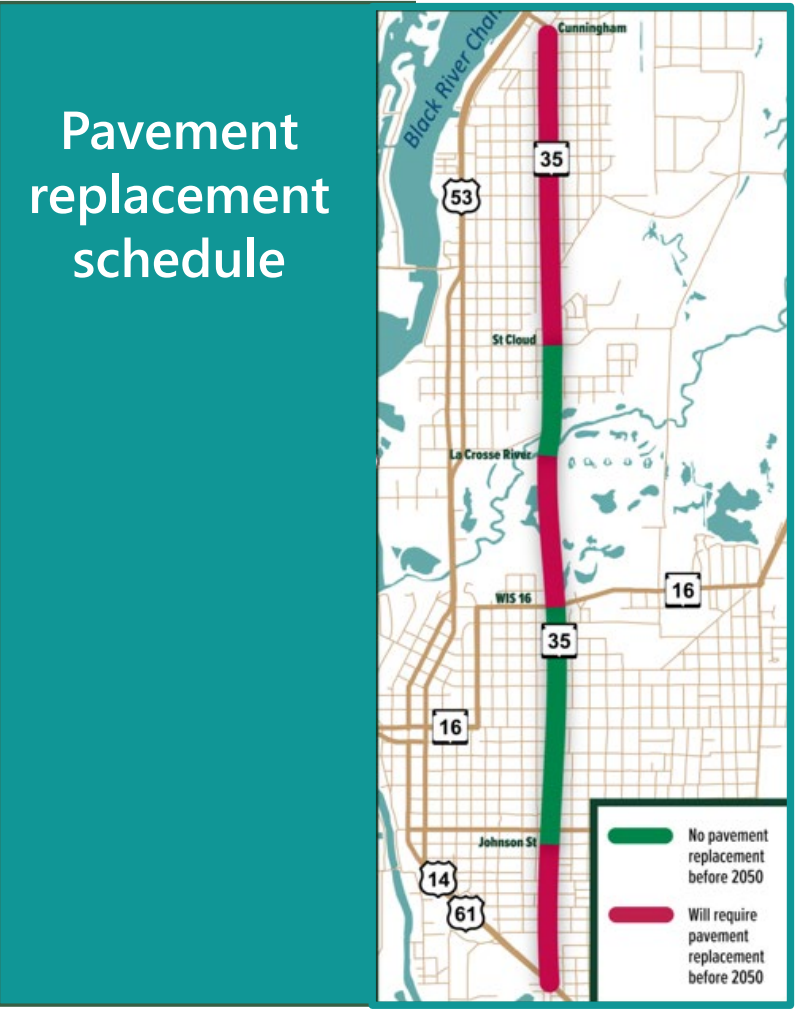 Pavement
replacement
schedule
Black River Chan
Cunningham
35
53
St Cloud
La Crosse River
16
WIS 16
35
16
Johnson St
14
61
No pavement
replacement
before 2050
Will require
pavement
replacement
before 2050